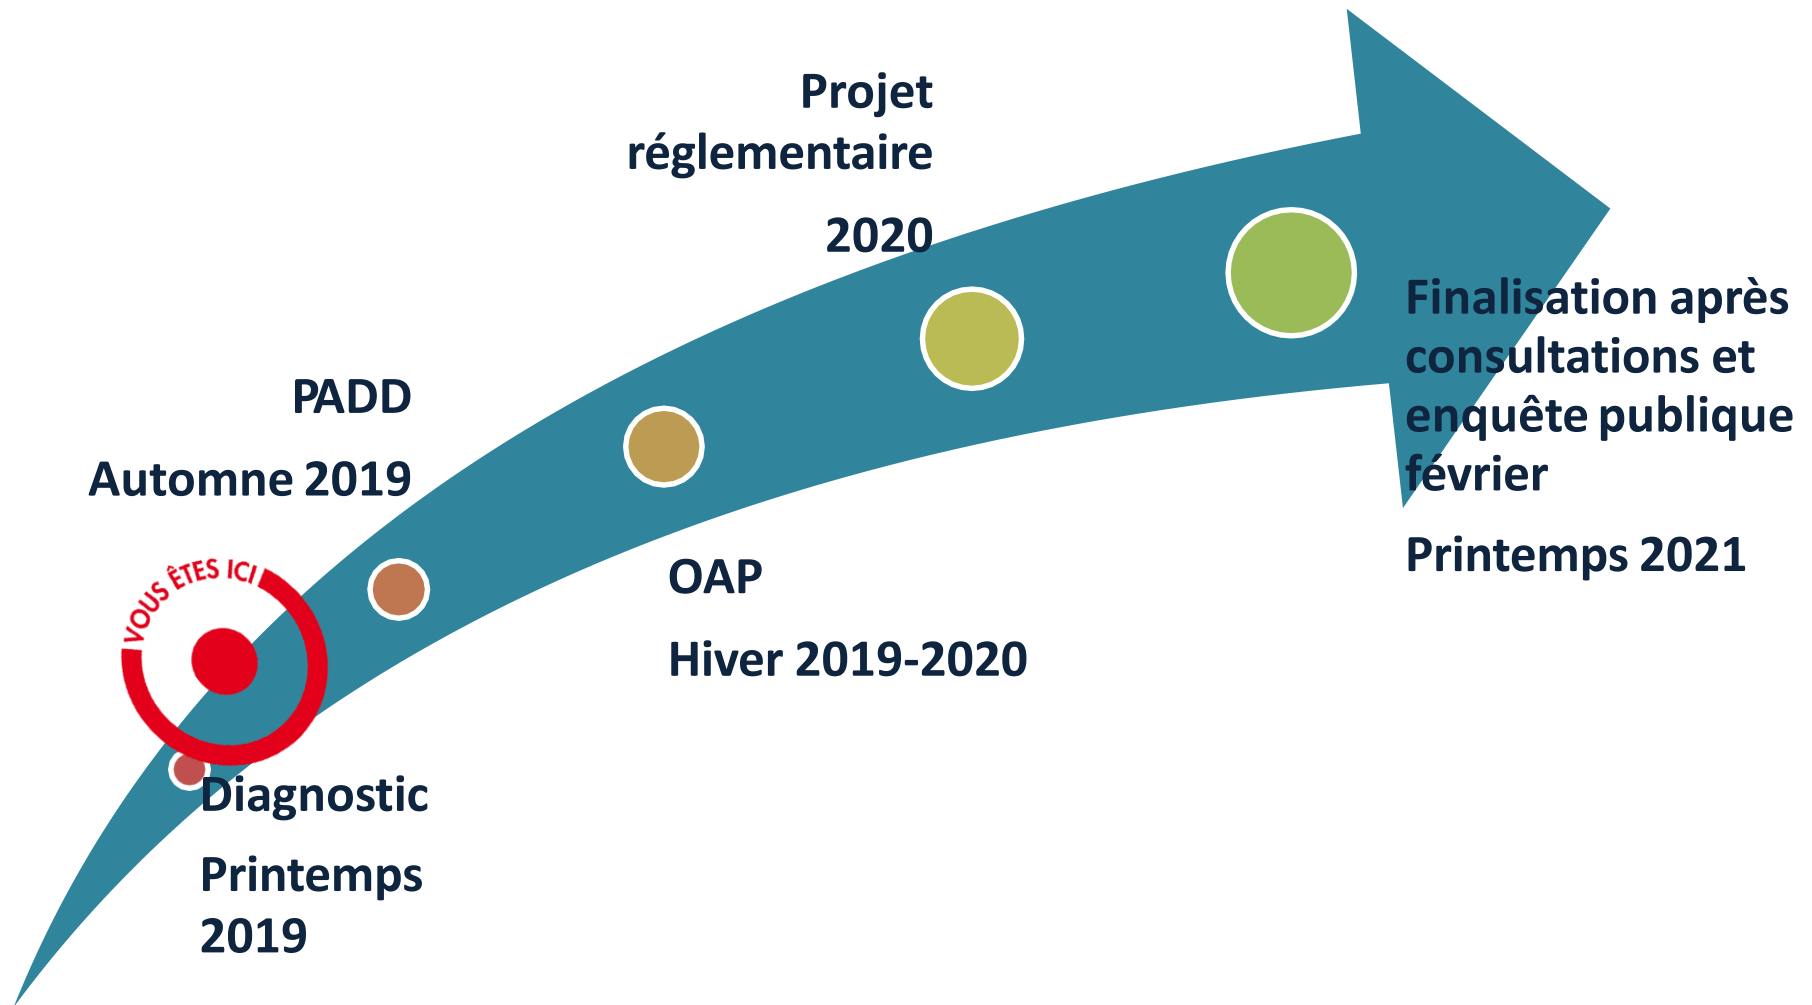 Projet
réglementaire
2020
PADD
Automne 2019
VOUS ÊTES ICI
Diagnostic
Printemps
2019
OAP
Hiver 2019-2020
Finalisation après
consultations et
enquête publique
février
Printemps 2021